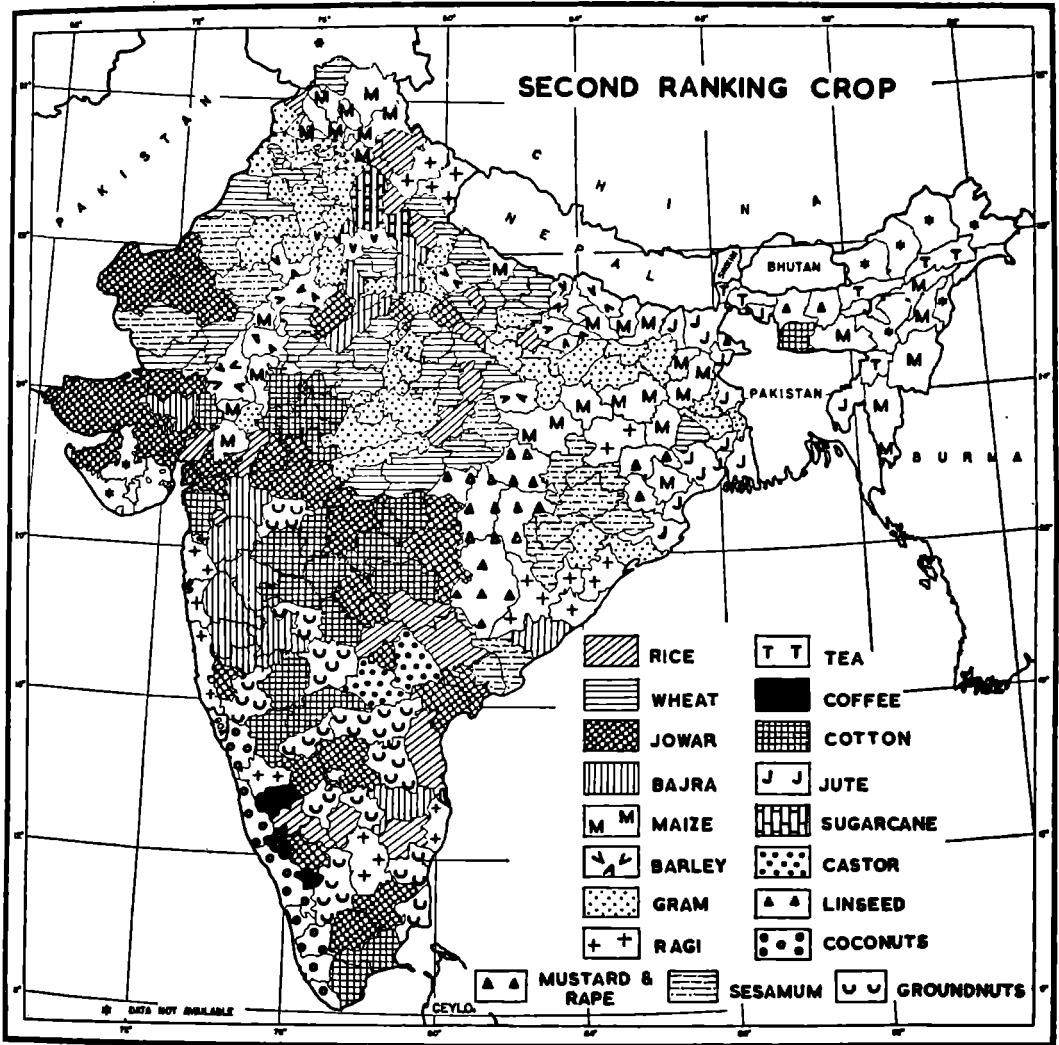 SECOND RANKING CROP
PAKISTAN
CHINA
NEPAL
BHUTAN
PAKISTAN
BURMA
RICE
WHEAT
JOWAR
BAJRA
MAIZE
BARLEY
GRAM
RAGI
MUSTARD &
RAPE
T T TEA
COFFEE
COTTON
J J JUTE
SUGARCANE
CASTOR
LINSEED
COCONUTS
SESAMUM
GROUNDNUTS
* DATA NOT AVAILABLE
CEYLO